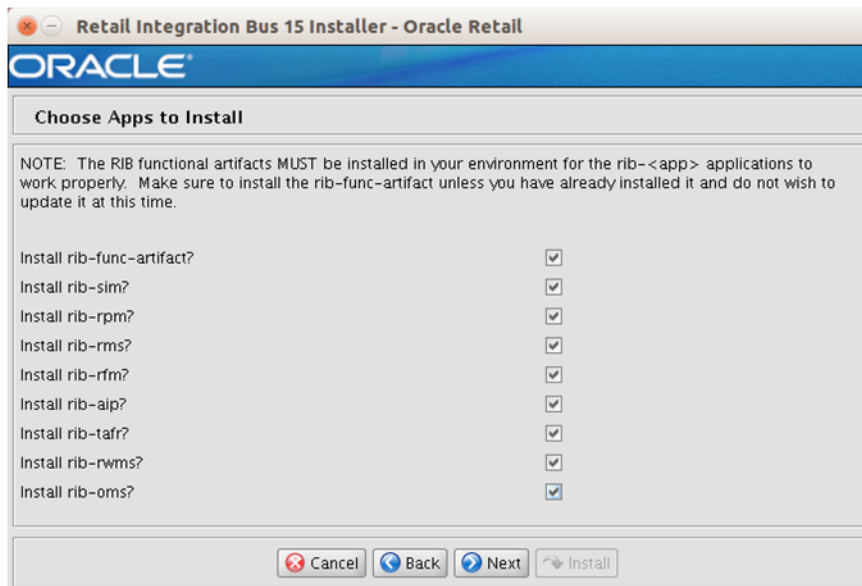 Retail Integration Bus 15 Installer - Oracle Retail
ORACLE
Choose Apps to Install
NOTE: The RIB functional artifacts MUST be installed in your environment for the rib-<app> applications to
work properly. Make sure to install the rib-func-artifact unless you have already installed it and do not wish to
update it at this time.
Install rib-func-artifact?
Install rib-sim?
Install rib-rpm?
Install rib-rms?
Install rib-rfm?
Install rib-aip?
Install rib-tafr?
Install rib-rwms?
Install rib-oms?
Cancel Back Next Install